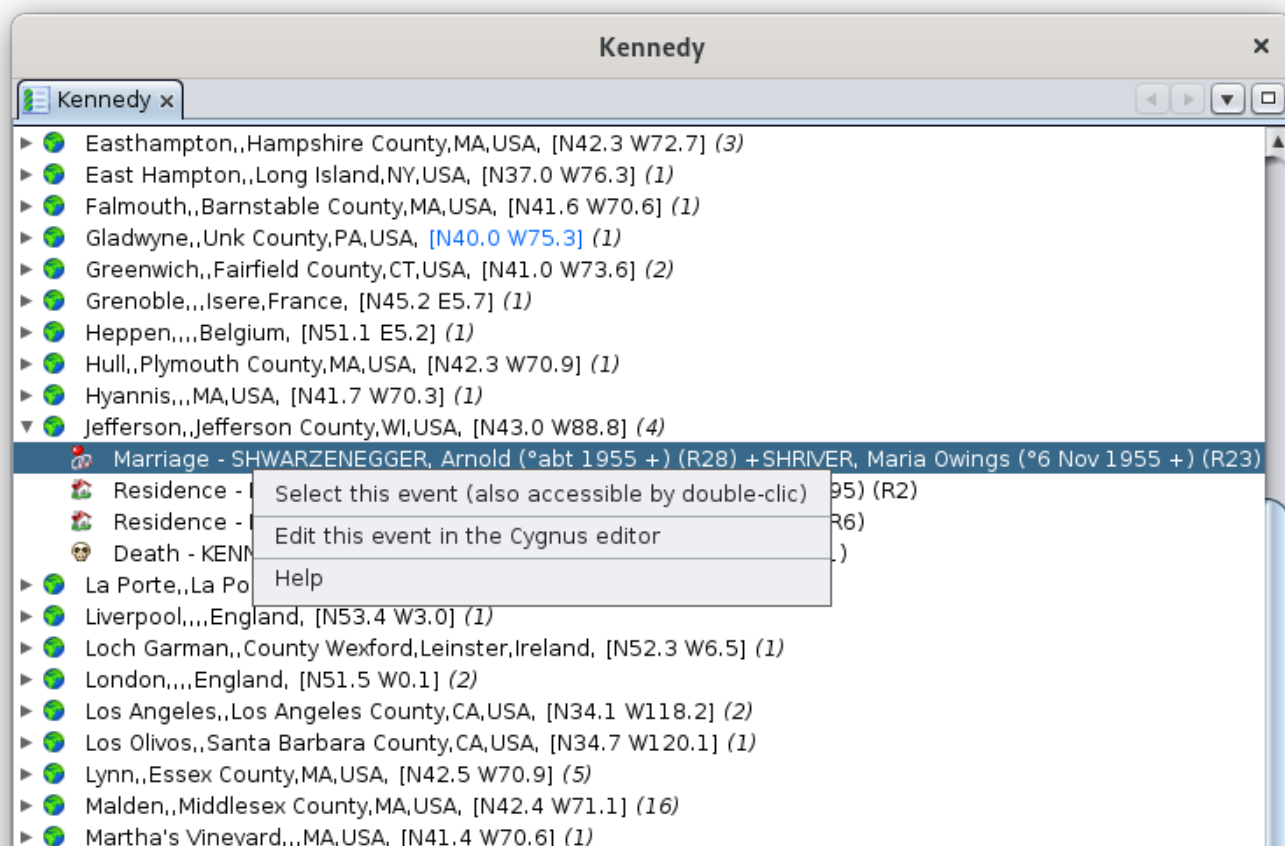 Kennedy
Kennedy
Easthampton,,Hampshire County,MA,USA, [N42.3 W72.7] (3)
East Hampton,,Long Island,NY,USA, [N37.0 W76.3] (1)
Falmouth,,Barnstable County,MA,USA, [N41.6 W70.6] (1)
Gladwyne,,Unk County,PA,USA, [N40.0 W75.3] (1)
Greenwich,,Fairfield County,CT,USA, [N41.0 W73.6] (2)
Grenoble,,,Isere,France, [N45.2 E5.7] (1)
Heppen,,,,Belgium, [N51.1 E5.2] (1)
Hull,,Plymouth County,MA,USA, [N42.3 W70.9] (1)
Hyannis,,,MA,USA, [N41.7 W70.3] (1)
Jefferson,,Jefferson County,WI,USA, [N43.0 W88.8] (4)
Marriage - SHWARZENEGGER, Arnold (°abt 1955 +) (R28) +SHRIVER, Maria Owings (°6 Nov 1955 +) (R23)
Residence - 95) (R2)
Residence - R6)
Death - KENN )
Select this event (also accessible by double-clic)
Edit this event in the Cygnus editor
Help
La Porte,,La Po
Liverpool,,,,England, [N53.4 W3.0] (1)
Loch Garman,,County Wexford,Leinster,Ireland, [N52.3 W6.5] (1)
London,,,,England, [N51.5 W0.1] (2)
Los Angeles,,Los Angeles County,CA,USA, [N34.1 W118.2] (2)
Los Olivos,,Santa Barbara County,CA,USA, [N34.7 W120.1] (1)
Lynn,,Essex County,MA,USA, [N42.5 W70.9] (5)
Malden,,Middlesex County,MA,USA, [N42.4 W71.1] (16)
Martha's Vineyard,,,MA,USA, [N41.4 W70.6] (1)